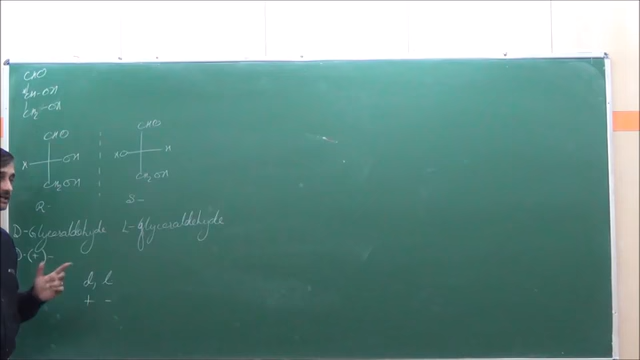 CHO
CH-OH
CH2-OH
CHO CHO
H OH HO H
CH2OH CH2OH
R- S-
D-Glyceraldehyde L-glyceraldehyde
D-(+)-
d, l
+ -